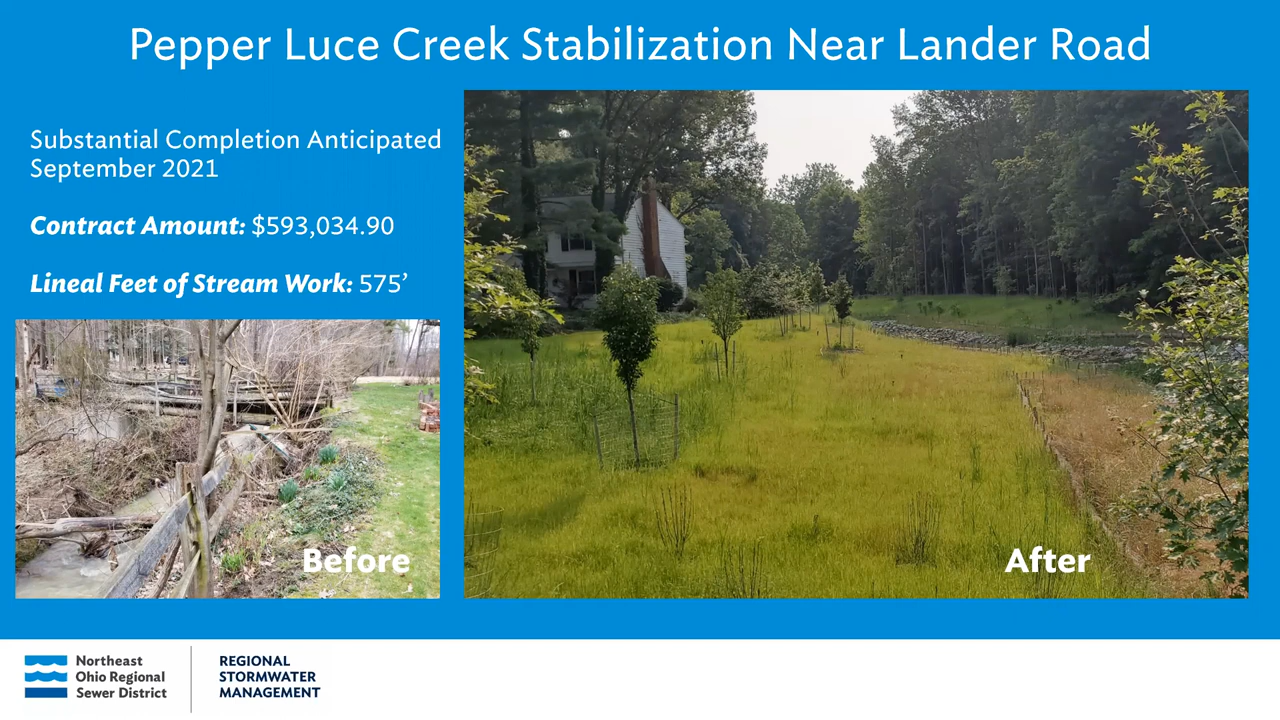 Pepper Luce Creek Stabilization Near Lander Road
Substantial Completion Anticipated
September 2021
Contract Amount: $593,034.90
Lineal Feet of Stream Work: 575’
Before
After
Northeast
Ohio Regional
Sewer District
REGIONAL
STORMWATER
MANAGEMENT